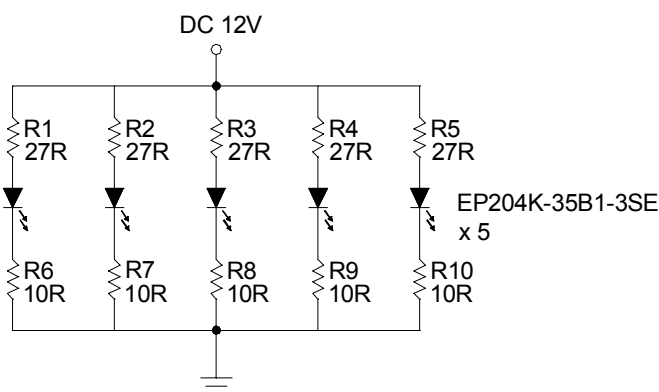 DC 12V
R1
27R
R2
27R
R3
27R
R4
27R
R5
27R
EP204K-35B1-3SE
x 5
R6
10R
R7
10R
R8
10R
R9
10R
R10
10R